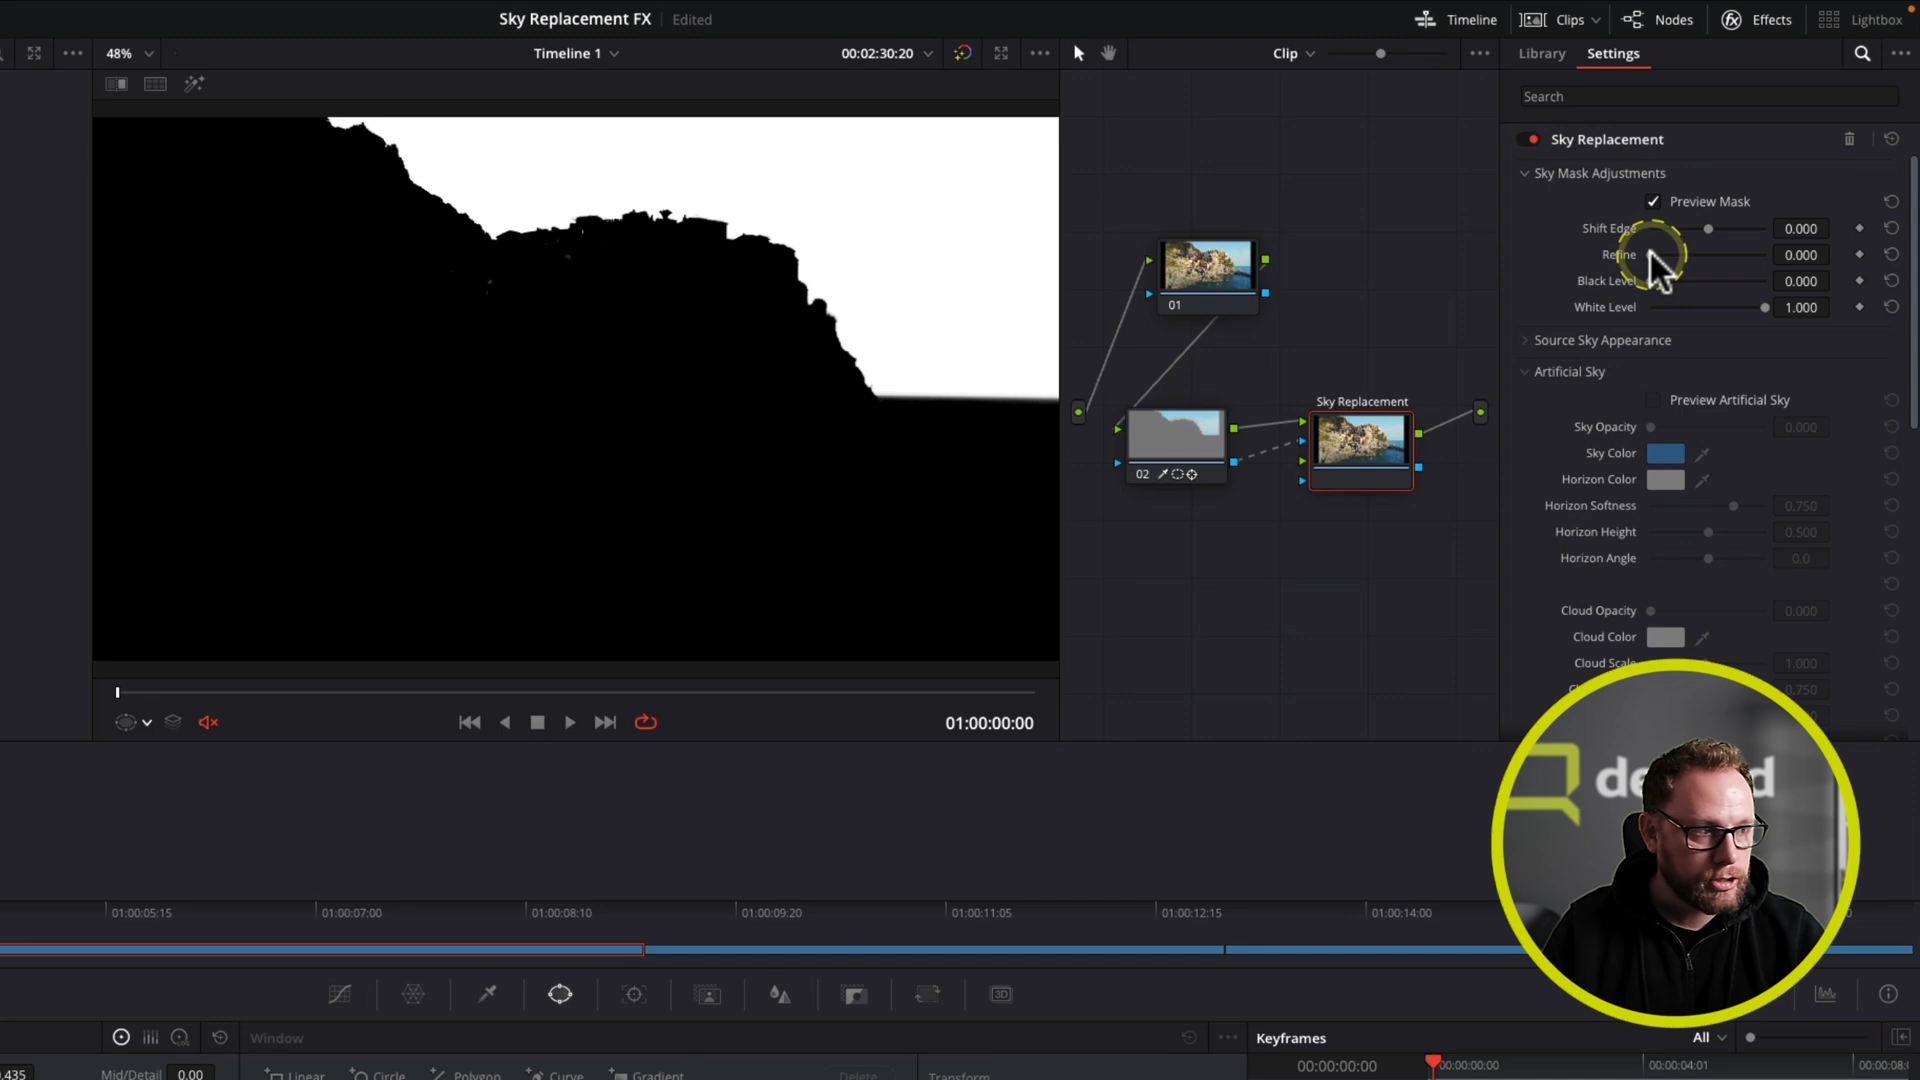 Sky Replacement FX Edited
Timeline Clips Nodes Effects Lightbox
48% Timeline 1 00:02:30:20 Clip Library Settings
Search
Sky Replacement
Sky Mask Adjustments
Preview Mask
Shift Edge 0.000
Refine 0.000
Black Level 0.000
White Level 1.000
Source Sky Appearance
Artificial Sky
Preview Artificial Sky
Sky Opacity 0.000
Sky Color
Horizon Color
Horizon Softness 0.750
Horizon Height 0.500
Horizon Angle 0.0
Cloud Opacity 0.000
Cloud Color
Cloud Scale 1.000
0.750
01
Sky Replacement
02
01:00:00:00
01:00:05:15 01:00:07:00 01:00:08:10 01:00:09:20 01:00:11:05 01:00:12:15 01:00:14:00
Window Keyframes All
.435 Mid/Detail 0.00 Linear Circle Polygon Curve Gradient Delete Transform 00:00:00:00 00:00:00:00 00:00:04:01 00:00:08: